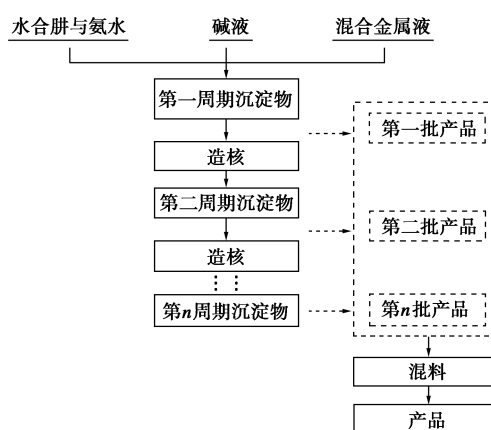 水合肼与氨水
碱液
混合金属液
第一周期沉淀物
第一批产品
造核
第二周期沉淀物
第二批产品
造核
第n周期沉淀物
第n批产品
混料
产品